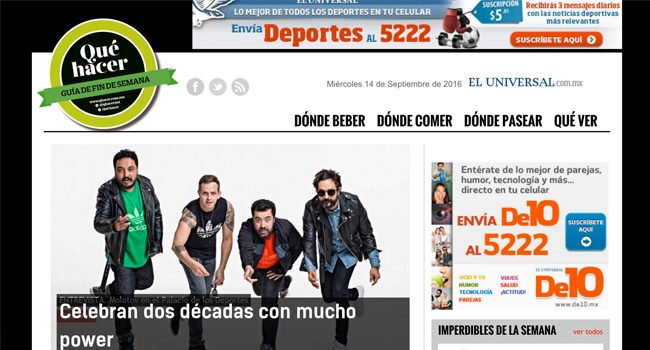 EL UNIVERSAL
LO MEJOR DE TODOS LOS DEPORTES EN TU CELULAR
ENVÍA Deportes AL 5222
SUSCRIPCIÓN
Recibirás 3 mensajes diarios
con las noticias deportivas
más relevantes
SUSCRÍBETE AQUÍ
Qué
hacer
GUÍA DE FIN DE SEMANA
Miércoles 14 de Septiembre de 2016
EL UNIVERSAL.com.mx
DÓNDE BEBER DÓNDE COMER DÓNDE PASEAR QUÉ VER
adidas
ENTREVISTA. Molotov en el Palacio de los Deportes
Celebran dos décadas con mucho
power
Entérate de lo mejor de parejas,
humor, tecnología y más...
directo en tu celular
ENVÍA De10
AL 5222
SUSCRÍBETE
AQUÍ
OCIO Y TV
HUMOR
TECNOLOGÍA
PAREJAS
VIAJES
SALUD
¡ACTITUD!
EL UNIVERSAL
De10
www.de10.mx
IMPERDIBLES DE LA SEMANA
ver todos